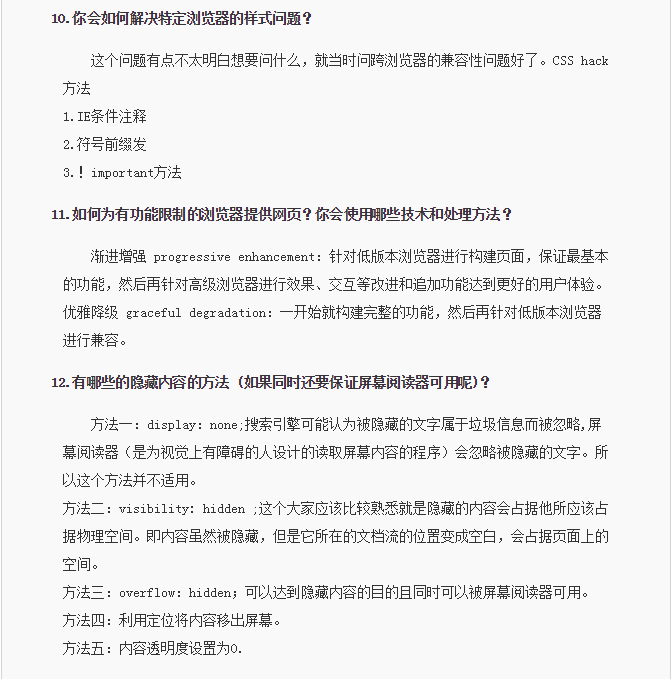 10.你会如何解决特定浏览器的样式问题？
这个问题有点不太明白想要问什么，就当时问跨浏览器的兼容性问题好了。CSS hack
方法
1.IE条件注释
2.符号前缀发
3.！important方法
11.如何为有功能限制的浏览器提供网页？你会使用哪些技术和处理方法？
渐进增强 progressive enhancement：针对低版本浏览器进行构建页面，保证最基本
的功能，然后再针对高级浏览器进行效果、交互等改进和追加功能达到更好的用户体验。
优雅降级 graceful degradation：一开始就构建完整的功能，然后再针对低版本浏览器
进行兼容。
12.有哪些的隐藏内容的方法（如果同时还要保证屏幕阅读器可用呢)？
方法一：display：none;搜索引擎可能认为被隐藏的文字属于垃圾信息而被忽略,屏
幕阅读器（是为视觉上有障碍的人设计的读取屏幕内容的程序）会忽略被隐藏的文字。所
以这个方法并不适用。
方法二：visibility：hidden ;这个大家应该比较熟悉就是隐藏的内容会占据他所应该占
据物理空间。即内容虽然被隐藏，但是它所在的文档流的位置变成空白，会占据页面上的
空间。
方法三：overflow：hidden；可以达到隐藏内容的目的且同时可以被屏幕阅读器可用。
方法四：利用定位将内容移出屏幕。
方法五：内容透明度设置为0.